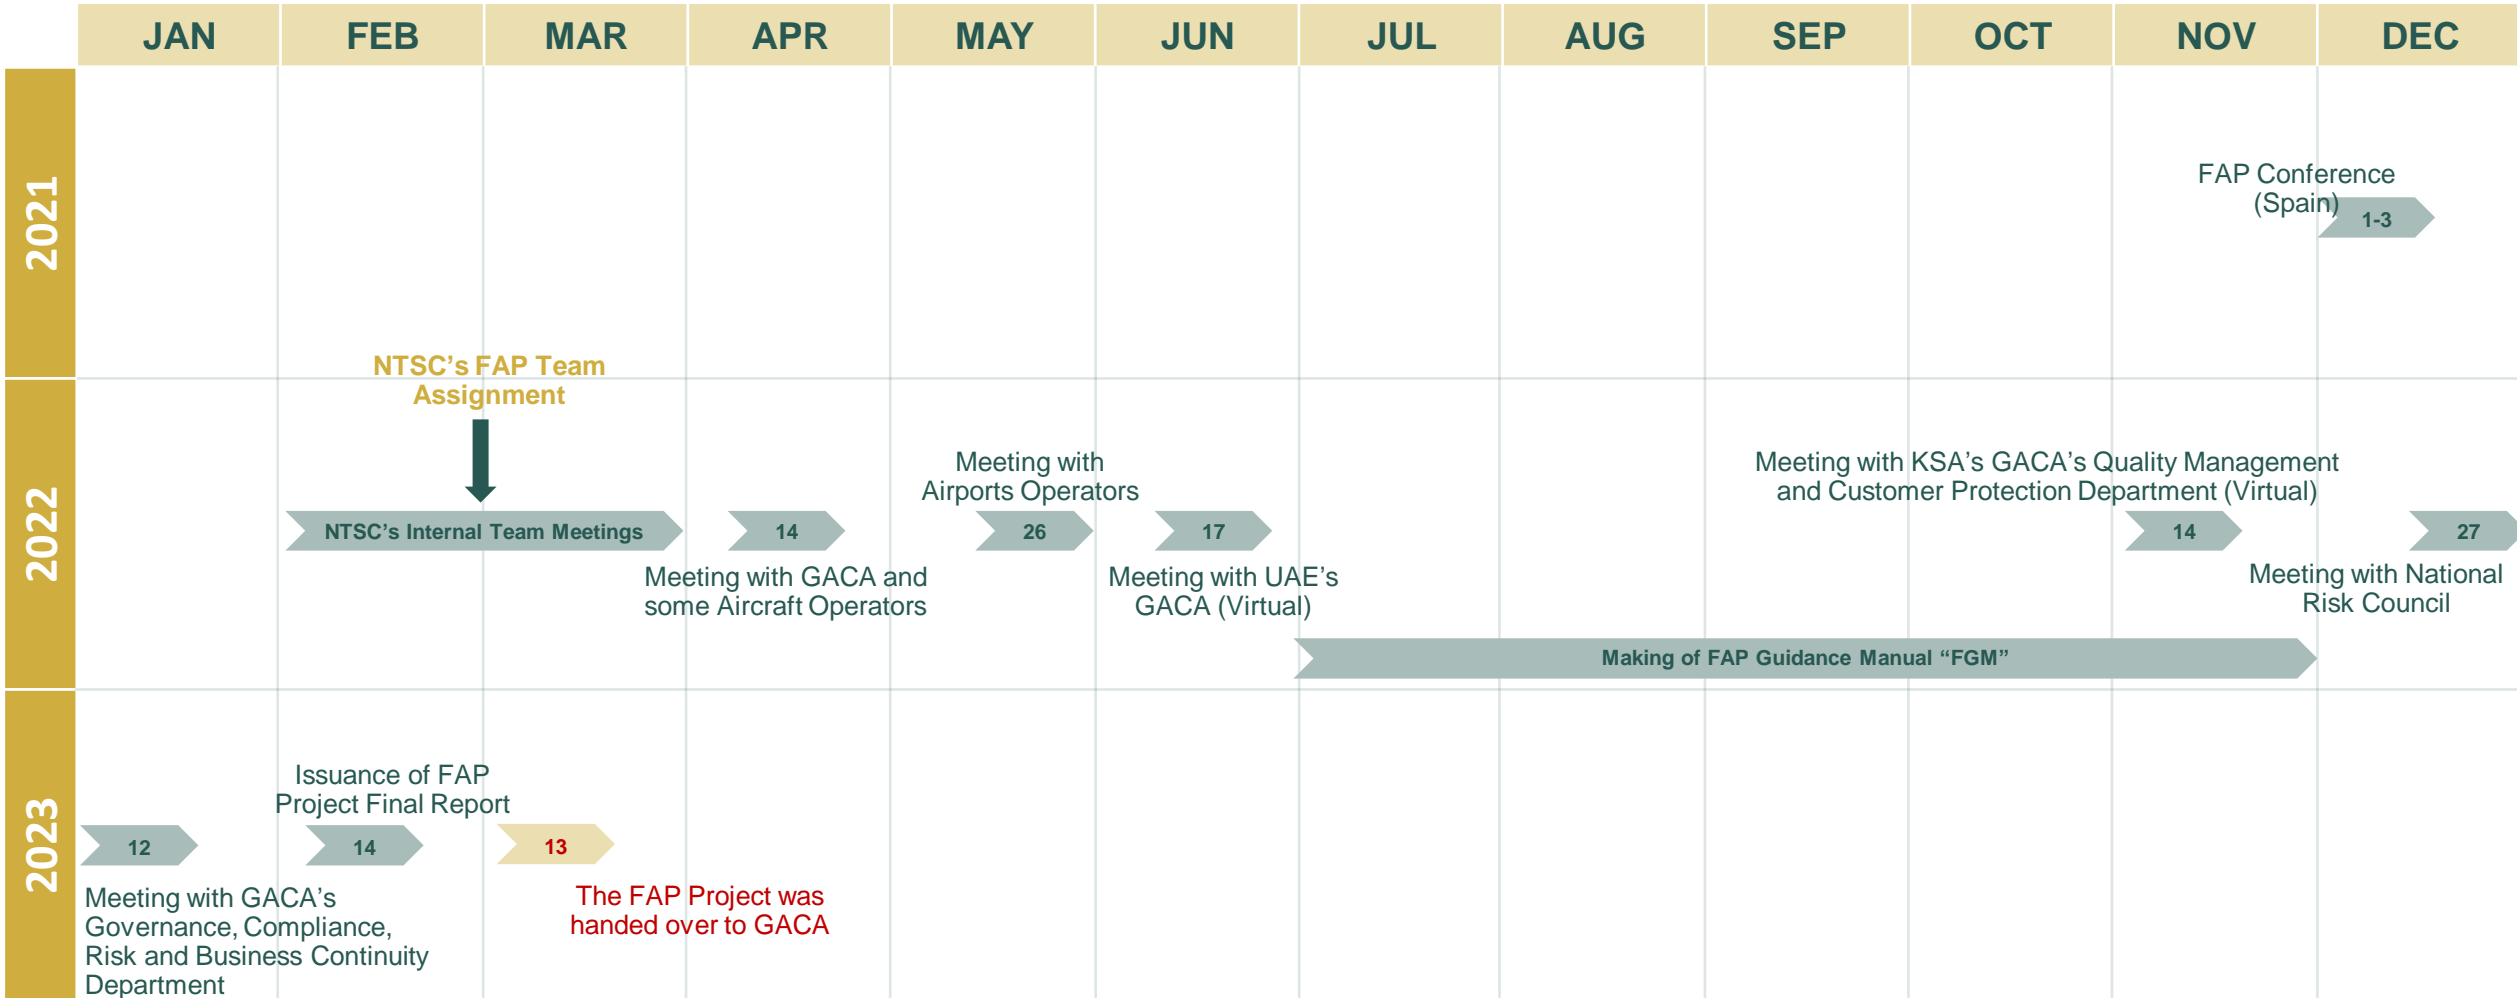 JAN FEB MAR APR MAY JUN JUL AUG SEP OCT NOV DEC
2021
FAP Conference
(Spain)
1-3
2022
NTSC’s FAP Team
Assignment
NTSC’s Internal Team Meetings
14
Meeting with GACA and
some Aircraft Operators
Meeting with
Airports Operators
26
17
Meeting with UAE’s
GACA (Virtual)
Meeting with KSA’s GACA’s Quality Management
and Customer Protection Department (Virtual)
14
27
Meeting with National
Risk Council
Making of FAP Guidance Manual “FGM”
2023
12
Meeting with GACA’s
Governance, Compliance,
Risk and Business Continuity
Department
Issuance of FAP
Project Final Report
14
13
The FAP Project was
handed over to GACA